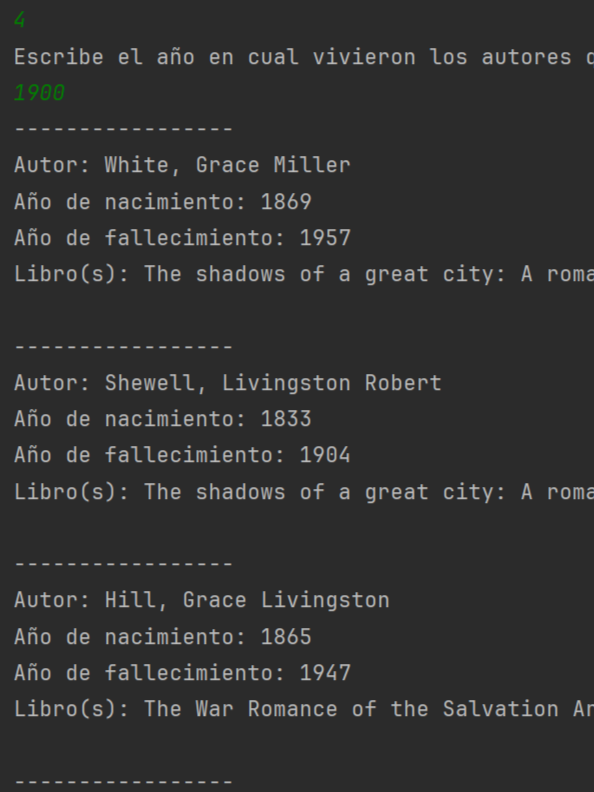 4
Escribe el año en cual vivieron los autores
1900
-----------------
Autor: White, Grace Miller
Año de nacimiento: 1869
Año de fallecimiento: 1957
Libro(s): The shadows of a great city: A
-----------------
Autor: Shewell, Livingston Robert
Año de nacimiento: 1833
Año de fallecimiento: 1904
Libro(s): The shadows of a great city: A
-----------------
Autor: Hill, Grace Livingston
Año de nacimiento: 1865
Año de fallecimiento: 1947
Libro(s): The War Romance of the Salvation
-----------------